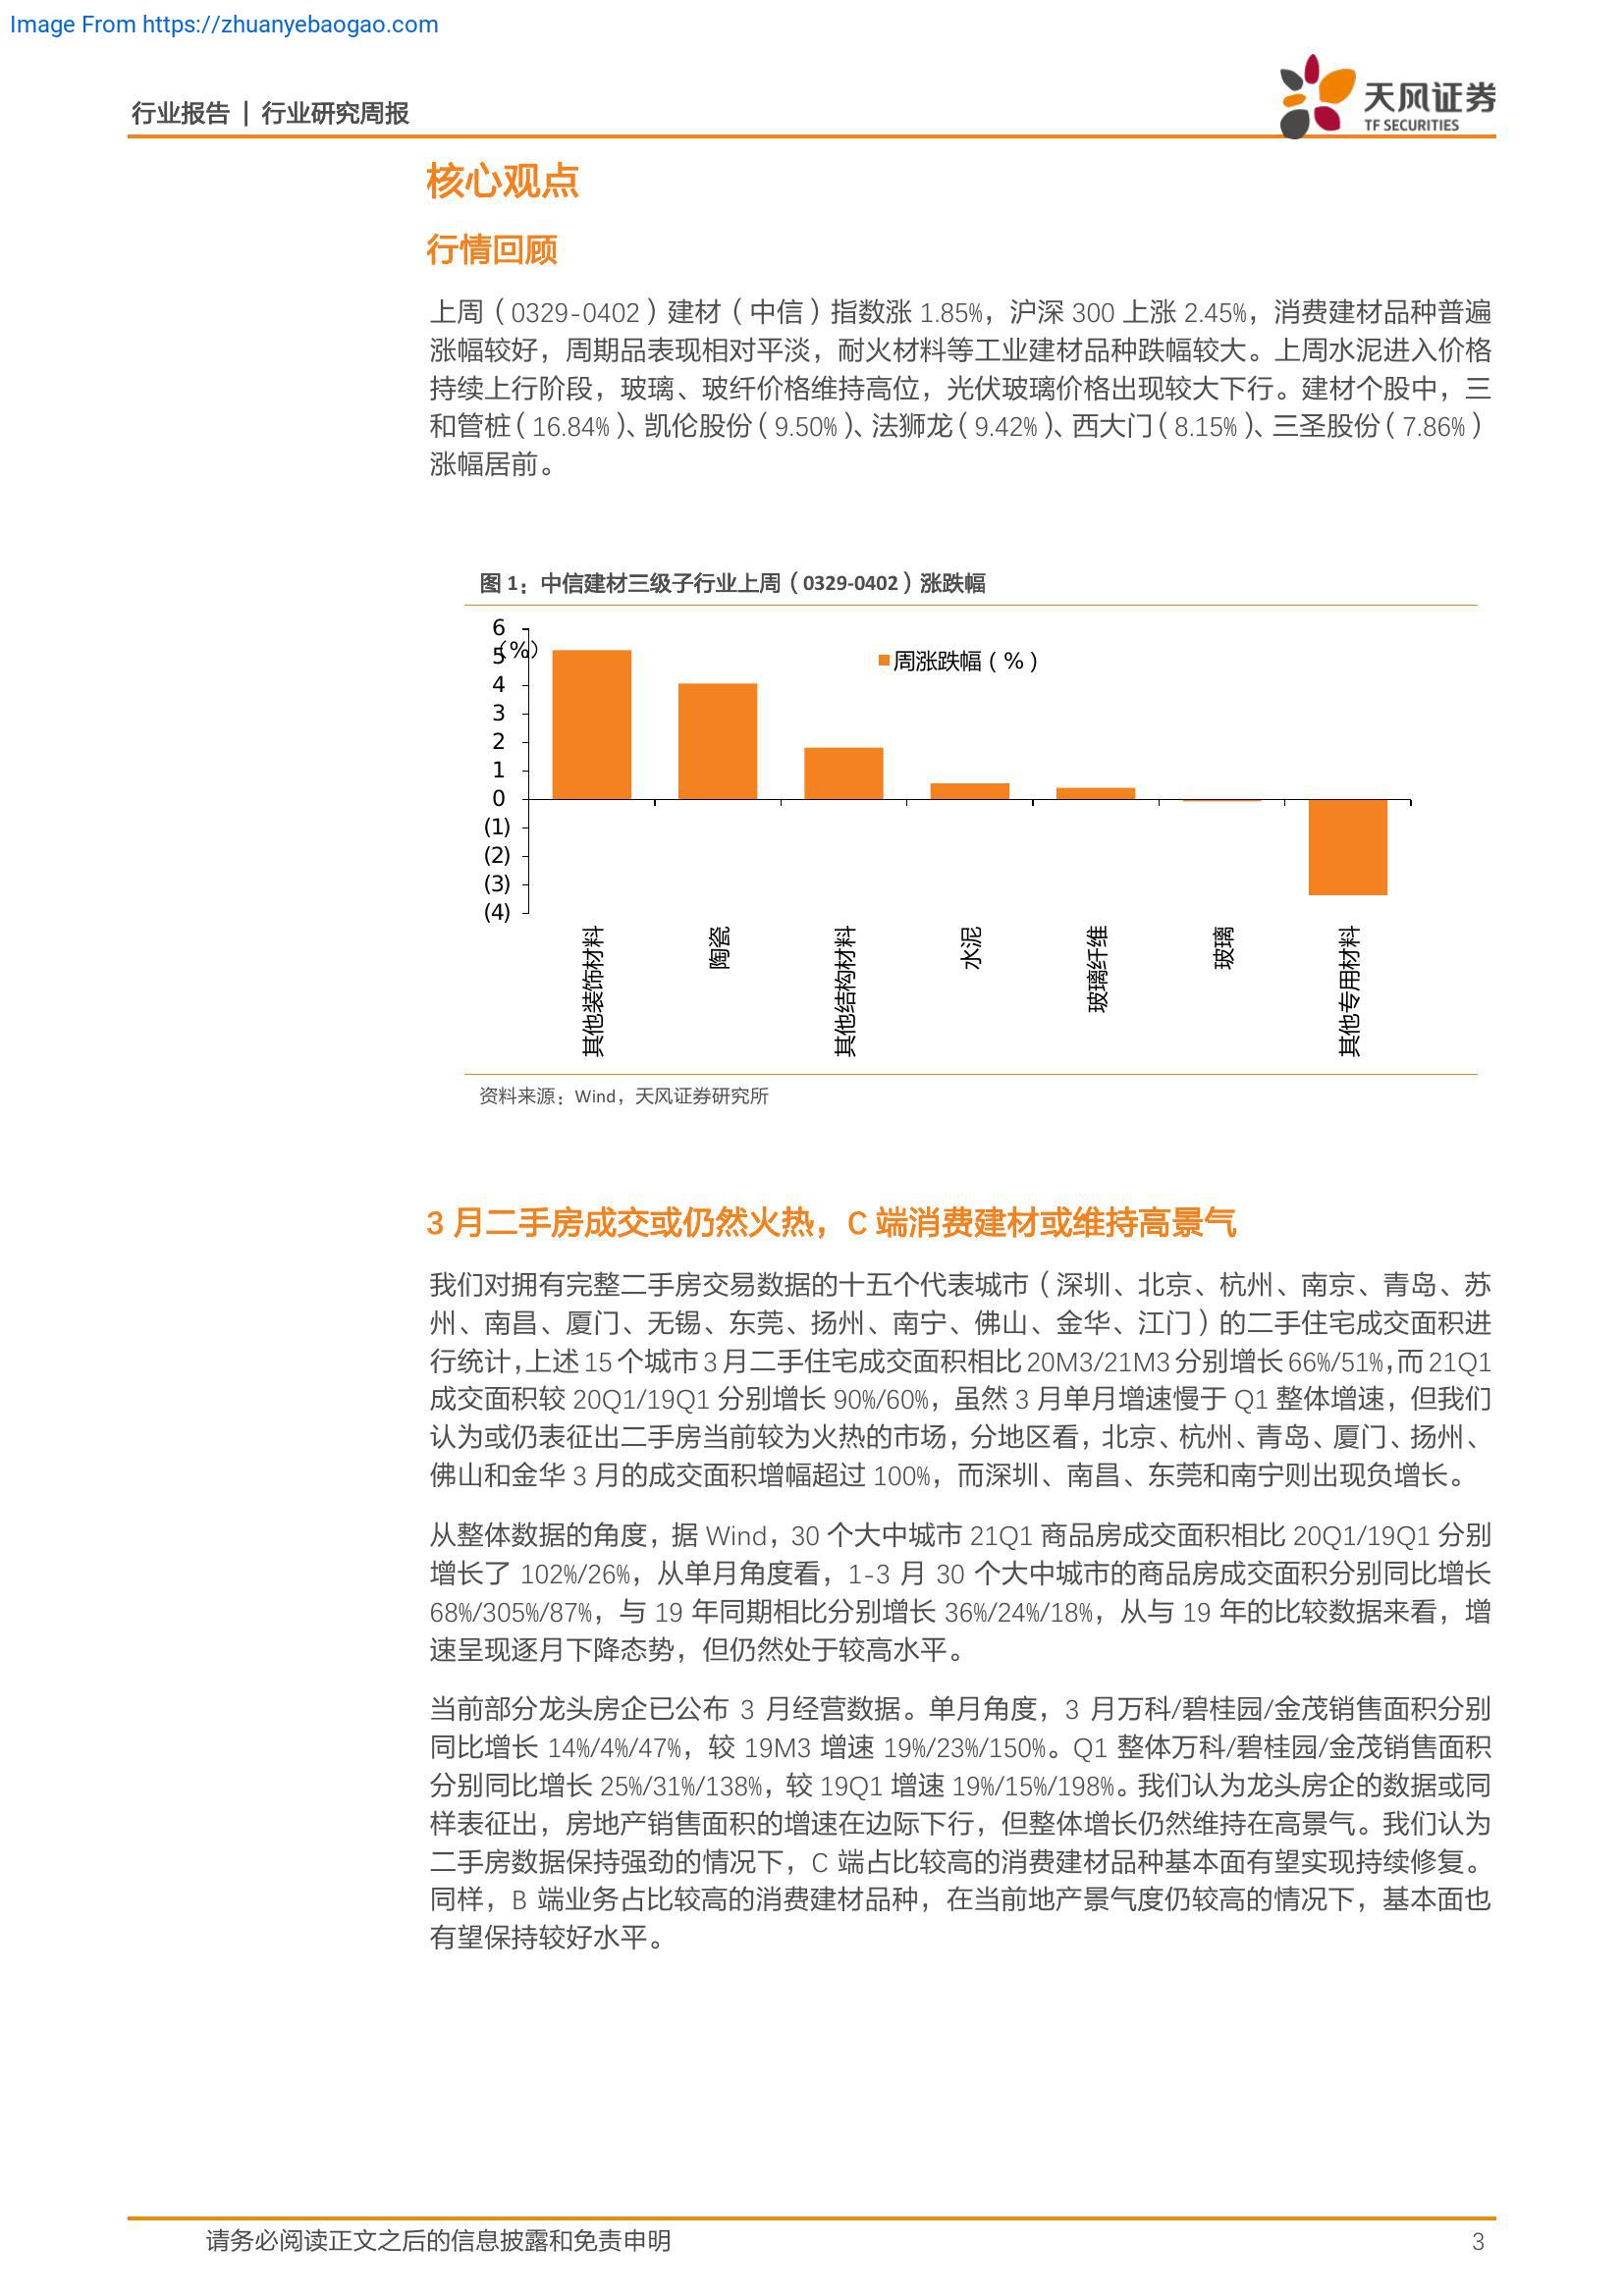 Image From https://zhuanyebaogao.com
行业报告 | 行业研究周报
天风证券
TF SECURITIES
核心观点
行情回顾
上周（0329-0402）建材（中信）指数涨 1.85%，沪深 300 上涨 2.45%，消费建材品种普遍
涨幅较好，周期品表现相对平淡，耐火材料等工业建材品种跌幅较大。上周水泥进入价格
持续上行阶段，玻璃、玻纤价格维持高位，光伏玻璃价格出现较大下行。建材个股中，三
和管桩（16.84%）、凯伦股份（9.50%）、法狮龙（9.42%）、西大门（8.15%）、三圣股份（7.86%）
涨幅居前。
图 1：中信建材三级子行业上周（0329-0402）涨跌幅
6
（%）
5
周涨跌幅（%）
4
3
2
1
0
(1)
(2)
(3)
(4)
其他装饰材料
陶瓷
其他结构材料
水泥
玻璃纤维
玻璃
其他专用材料
资料来源：Wind，天风证券研究所
3 月二手房成交或仍然火热，C 端消费建材或维持高景气
我们对拥有完整二手房交易数据的十五个代表城市（深圳、北京、杭州、南京、青岛、苏
州、南昌、厦门、无锡、东莞、扬州、南宁、佛山、金华、江门）的二手住宅成交面积进
行统计，上述 15 个城市 3 月二手住宅成交面积相比 20M3/21M3 分别增长 66%/51%，而 21Q1
成交面积较 20Q1/19Q1 分别增长 90%/60%，虽然 3 月单月增速慢于 Q1 整体增速，但我们
认为或仍表征出二手房当前较为火热的市场，分地区看，北京、杭州、青岛、厦门、扬州、
佛山和金华 3 月的成交面积增幅超过 100%，而深圳、南昌、东莞和南宁则出现负增长。
从整体数据的角度，据 Wind，30 个大中城市 21Q1 商品房成交面积相比 20Q1/19Q1 分别
增长了 102%/26%，从单月角度看，1-3 月 30 个大中城市的商品房成交面积分别同比增长
68%/305%/87%，与 19 年同期相比分别增长 36%/24%/18%，从与 19 年的比较数据来看，增
速呈现逐月下降态势，但仍然处于较高水平。
当前部分龙头房企已公布 3 月经营数据。单月角度，3 月万科/碧桂园/金茂销售面积分别
同比增长 14%/4%/47%，较 19M3 增速 19%/23%/150%。Q1 整体万科/碧桂园/金茂销售面积
分别同比增长 25%/31%/138%，较 19Q1 增速 19%/15%/198%。我们认为龙头房企的数据或同
样表征出，房地产销售面积的增速在边际下行，但整体增长仍然维持在高景气。我们认为
二手房数据保持强劲的情况下，C 端占比较高的消费建材品种基本面有望实现持续修复。
同样，B 端业务占比较高的消费建材品种，在当前地产景气度仍较高的情况下，基本面也
有望保持较好水平。
请务必阅读正文之后的信息披露和免责申明
3